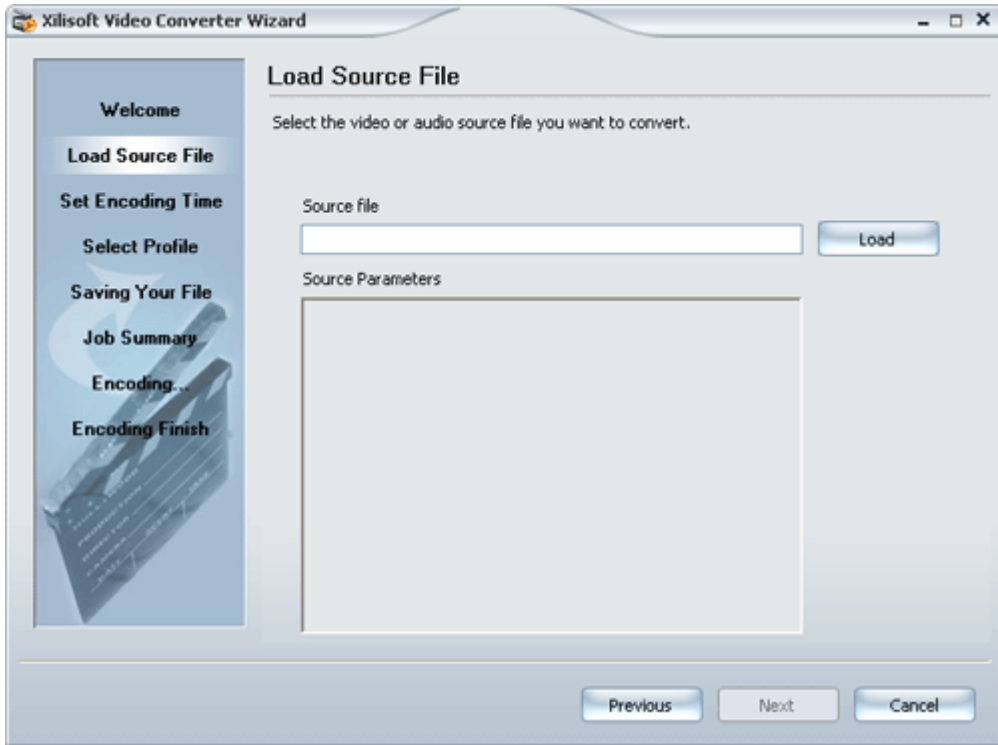 Xilisoft Video Converter Wizard
Welcome
Load Source File
Set Encoding Time
Select Profile
Saving Your File
Job Summary
Encoding...
Encoding Finish
Load Source File
Select the video or audio source file you want to convert.
Source file
Load
Source Parameters
Previous
Next
Cancel